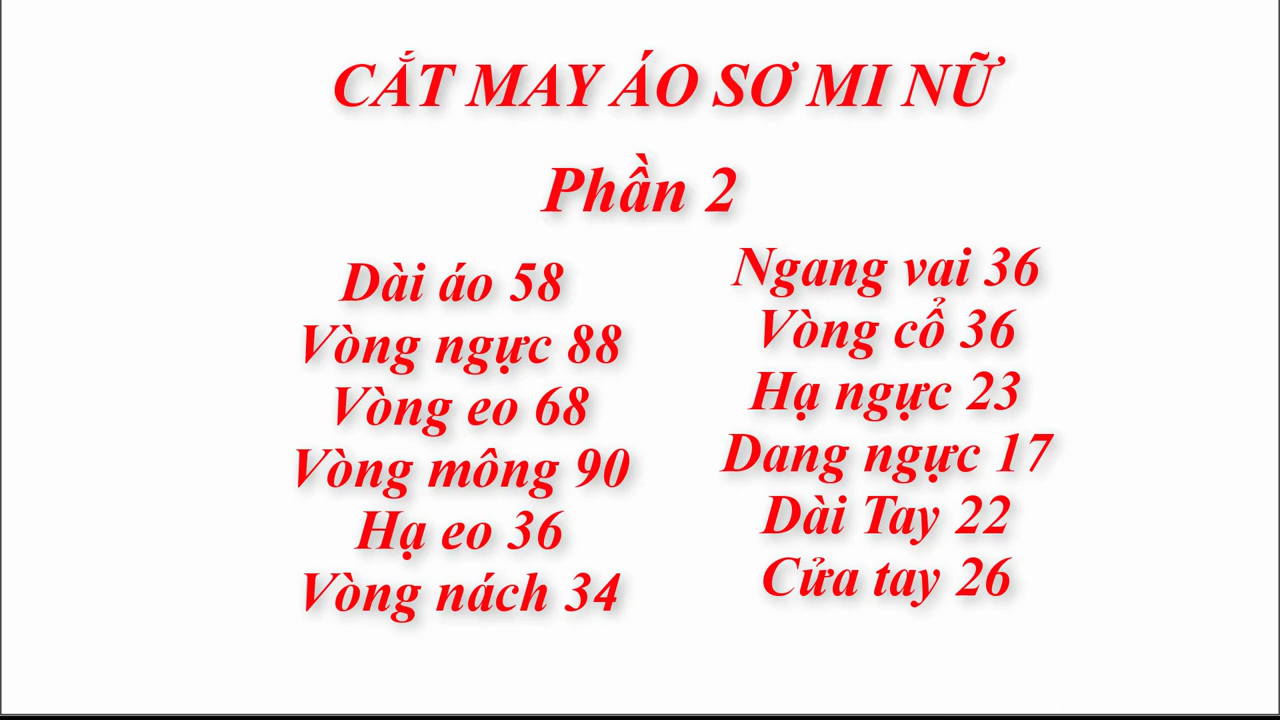 CẮT MAY ÁO SƠ MI NỮ
Phần 2
Dài áo 58
Vòng ngực 88
Vòng eo 68
Vòng mông 90
Hạ eo 36
Vòng nách 34
Ngang vai 36
Vòng cổ 36
Hạ ngực 23
Dang ngực 17
Dài Tay 22
Cửa tay 26